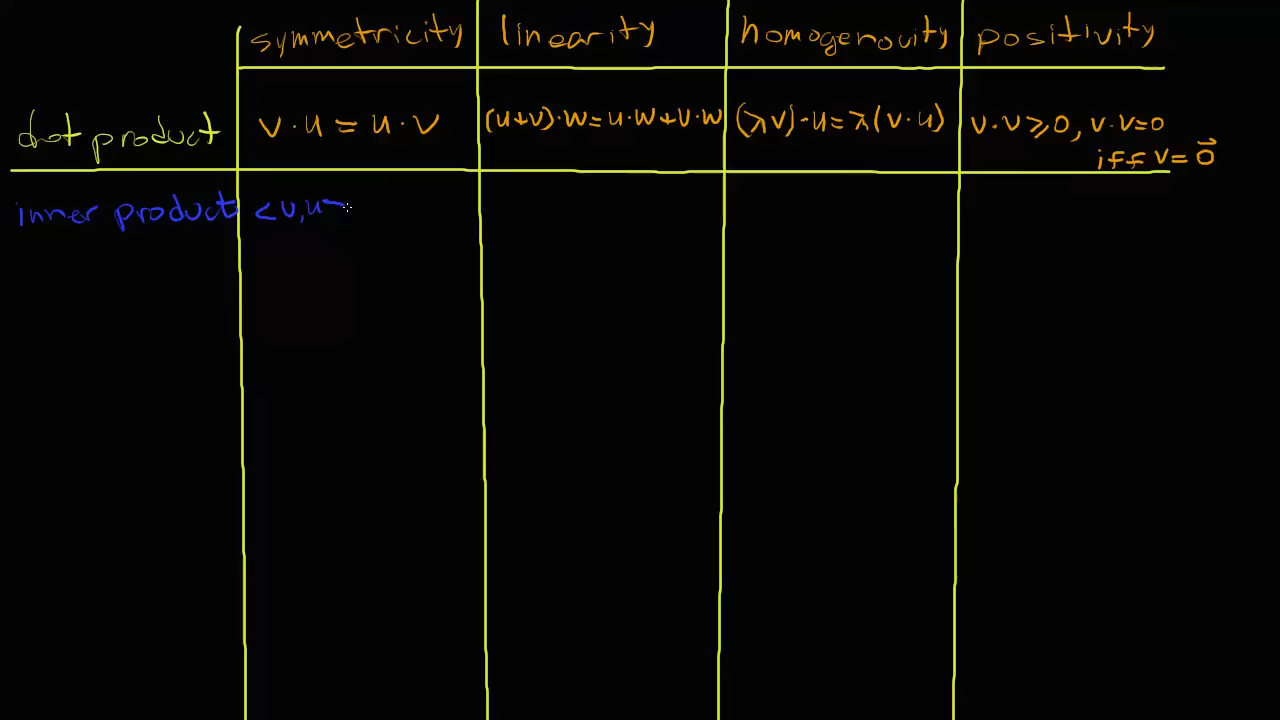 symmetricity linearity homogenouity positivity
dot product v · u = u · v (u+v)·w=u·w+v·w (λv)·u=λ(v·u) v·v⩾0, v·v=0
iff v=0⃗
inner product <v,u